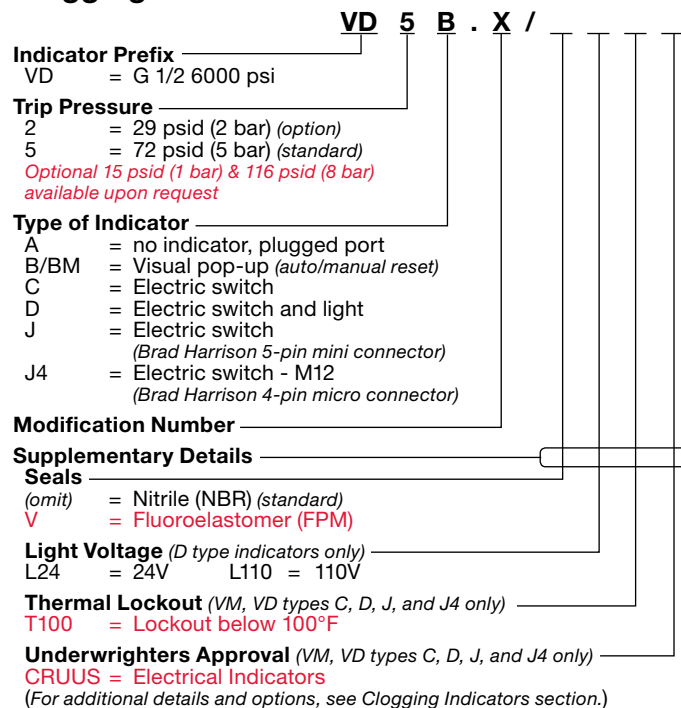 VD 5 B . X /
Indicator Prefix
VD = G 1/2 6000 psi
Trip Pressure
2 = 29 psid (2 bar) (option)
5 = 72 psid (5 bar) (standard)
Optional 15 psid (1 bar) & 116 psid (8 bar)
available upon request
Type of Indicator
A = no indicator, plugged port
B/BM = Visual pop-up (auto/manual reset)
C = Electric switch
D = Electric switch and light
J = Electric switch
(Brad Harrison 5-pin mini connector)
J4 = Electric switch - M12
(Brad Harrison 4-pin micro connector)
Modification Number
Supplementary Details
Seals
(omit) = Nitrile (NBR) (standard)
V = Fluoroelastomer (FPM)
Light Voltage (D type indicators only)
L24 = 24V L110 = 110V
Thermal Lockout (VM, VD types C, D, J, and J4 only)
T100 = Lockout below 100°F
Underwrighters Approval (VM, VD types C, D, J, and J4 only)
CRUUS = Electrical Indicators
(For additional details and options, see Clogging Indicators section.)